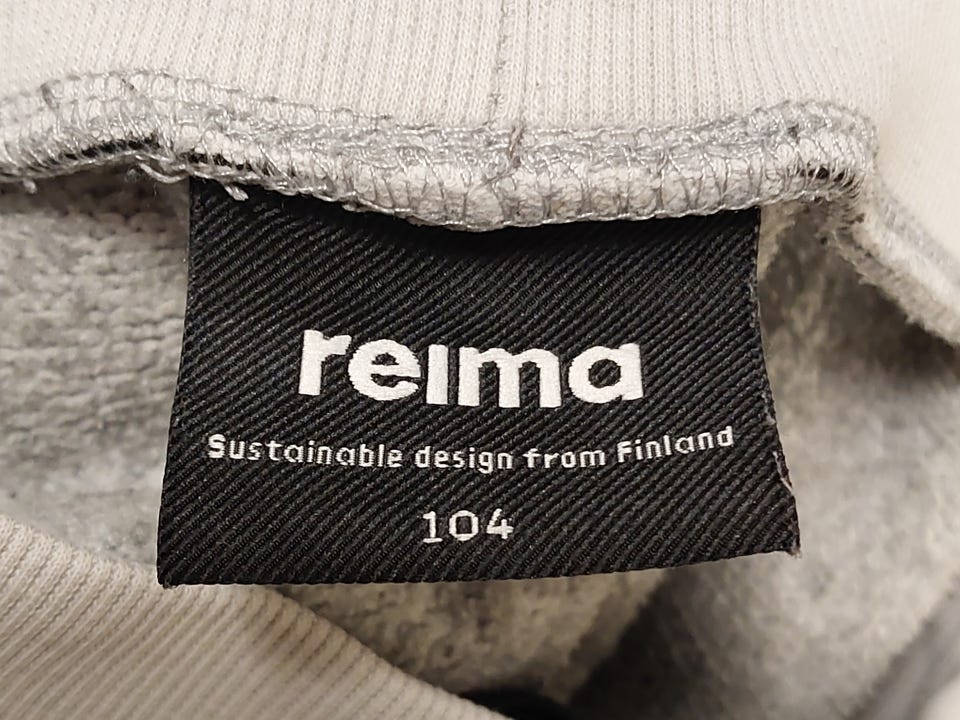 reima
Sustainable design from Finland
104